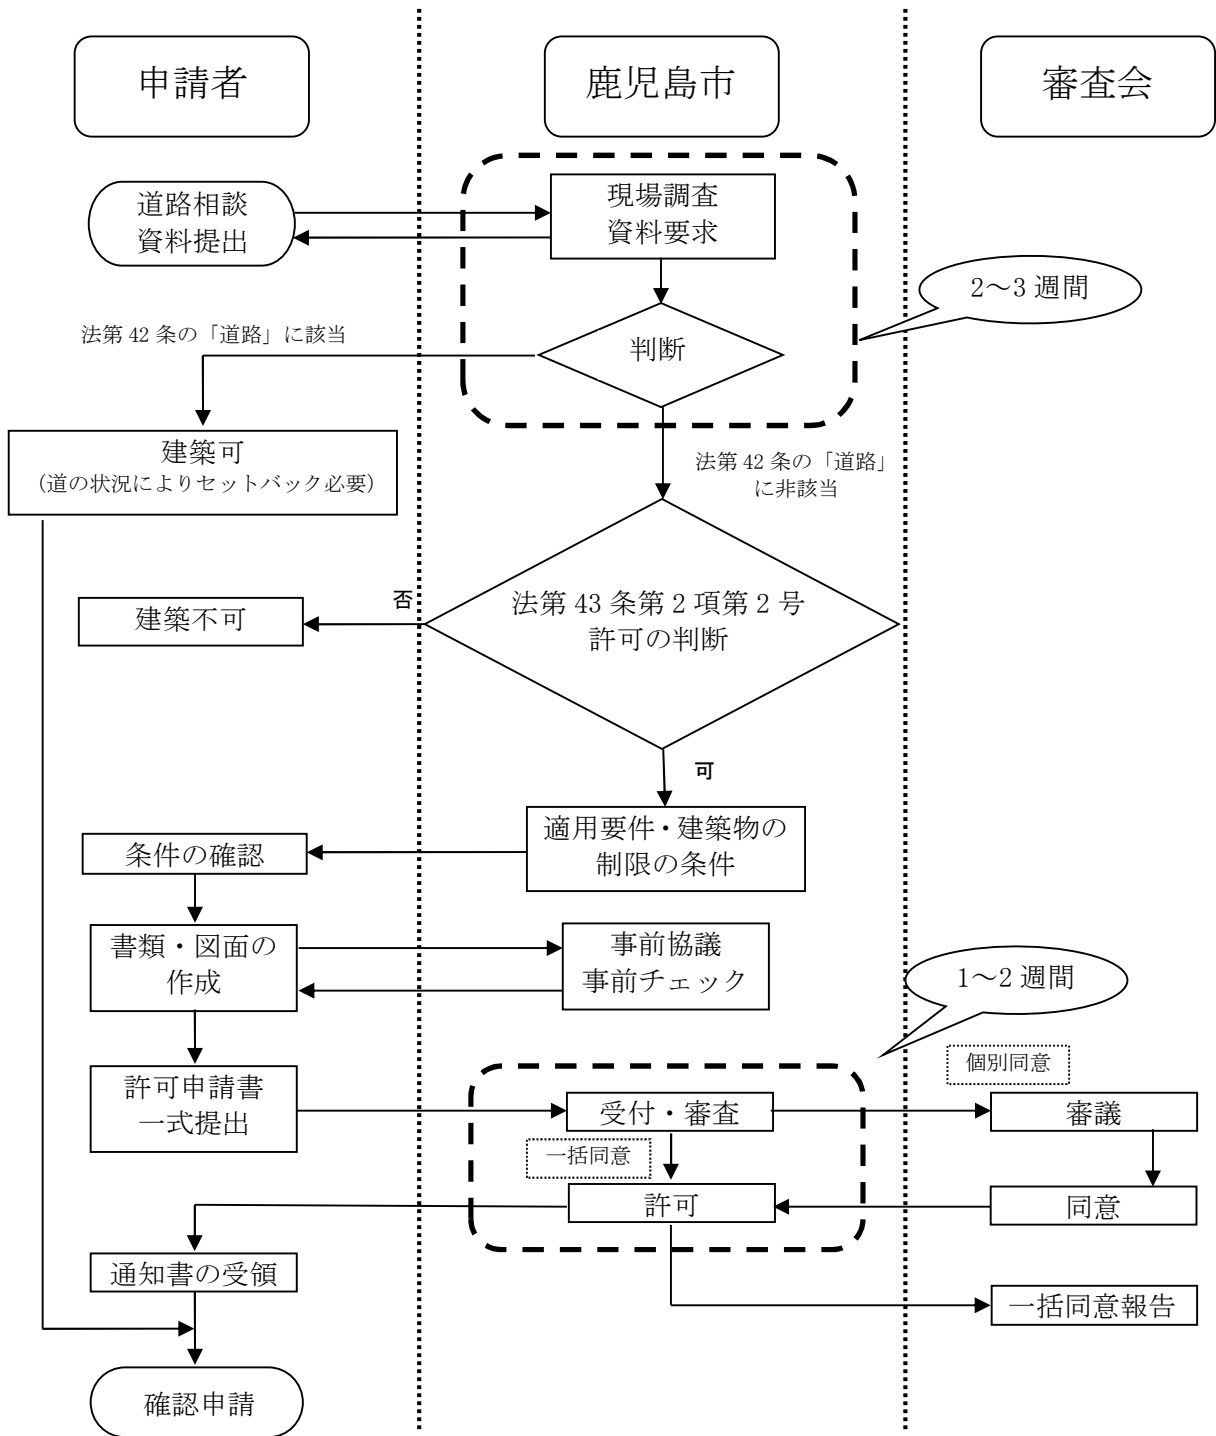 申請者
鹿児島市
審査会
道路相談
資料提出
現場調査
資料要求
2～3 週間
法第 42 条の「道路」に該当
判断
建築可
（道の状況によりセットバック必要）
法第 42 条の「道路」
に非該当
否
法第 43 条第 2 項第 2 号
許可の判断
建築不可
可
適用要件・建築物の
制限の条件
条件の確認
書類・図面の
作成
事前協議
事前チェック
1～2 週間
個別同意
許可申請書
一式提出
受付・審査
審議
一括同意
許可
同意
通知書の受領
一括同意報告
確認申請